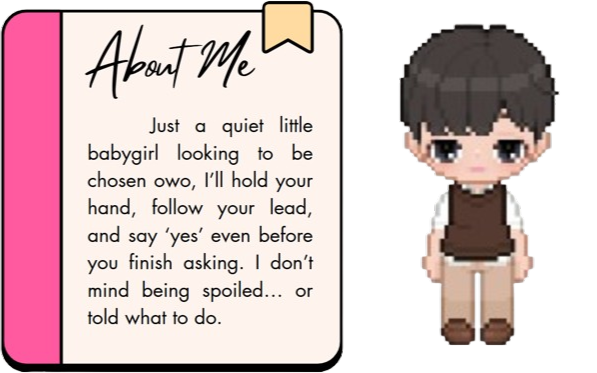 About Me
Just a quiet little
babygirl looking to be
chosen owo, I'll hold your
hand, follow your lead,
and say ‘yes’ even before
you finish asking. I don't
mind being spoiled... or
told what to do.